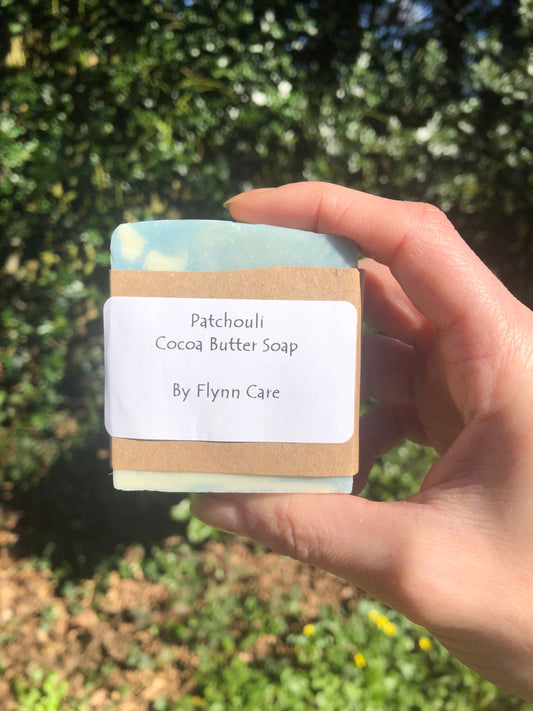 Patchouli
Cocoa Butter Soap
By Flynn Care